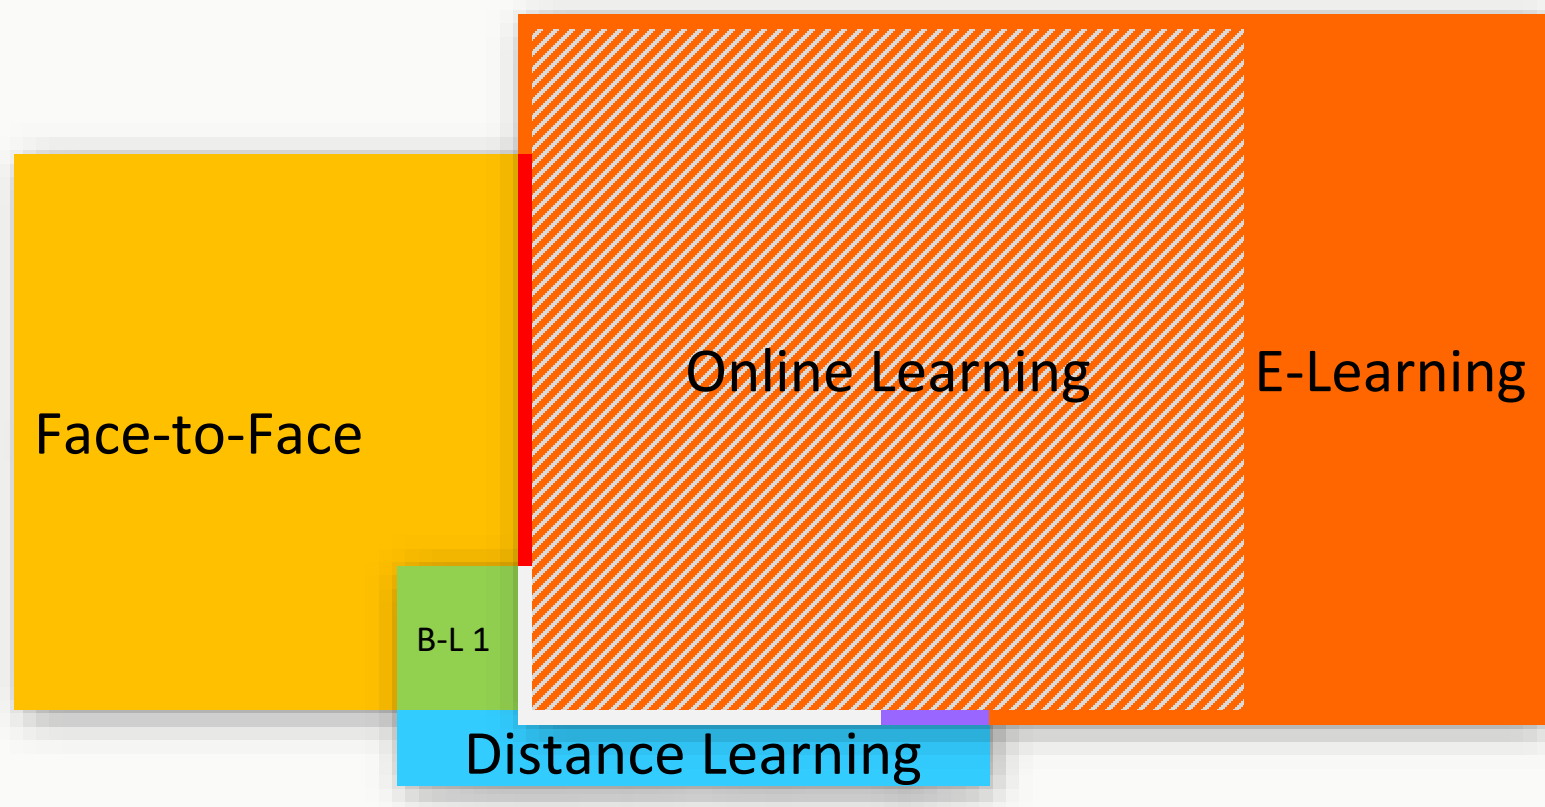 Online Learning
E-Learning
Face-to-Face
B-L 1
Distance Learning